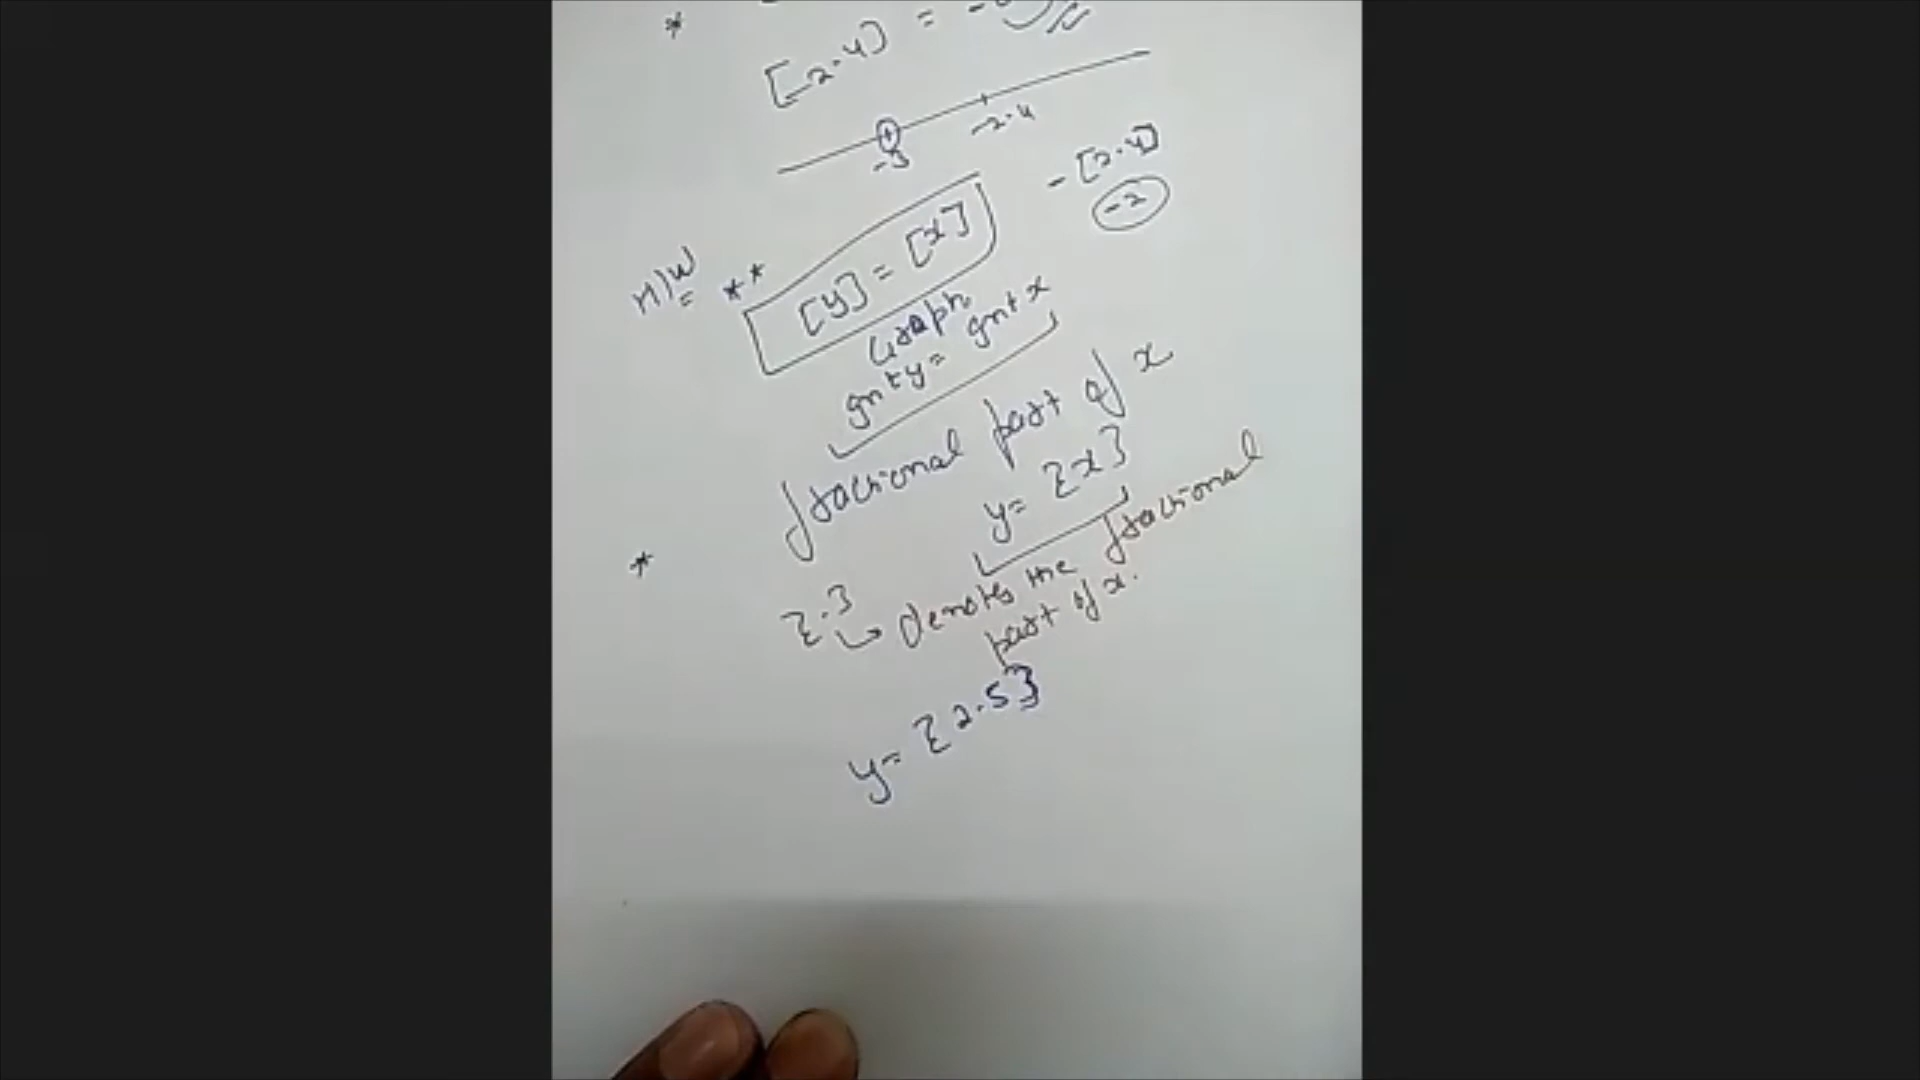 *
[-2.4] = -3
-3 -2.4
-[2.4]
-2
H/W ** [y] = [x]
Graph
gnt y = gnt x
fractional part of x
y = {x}
*
{.} → denotes the fractional
part of x.
y = {2.5}